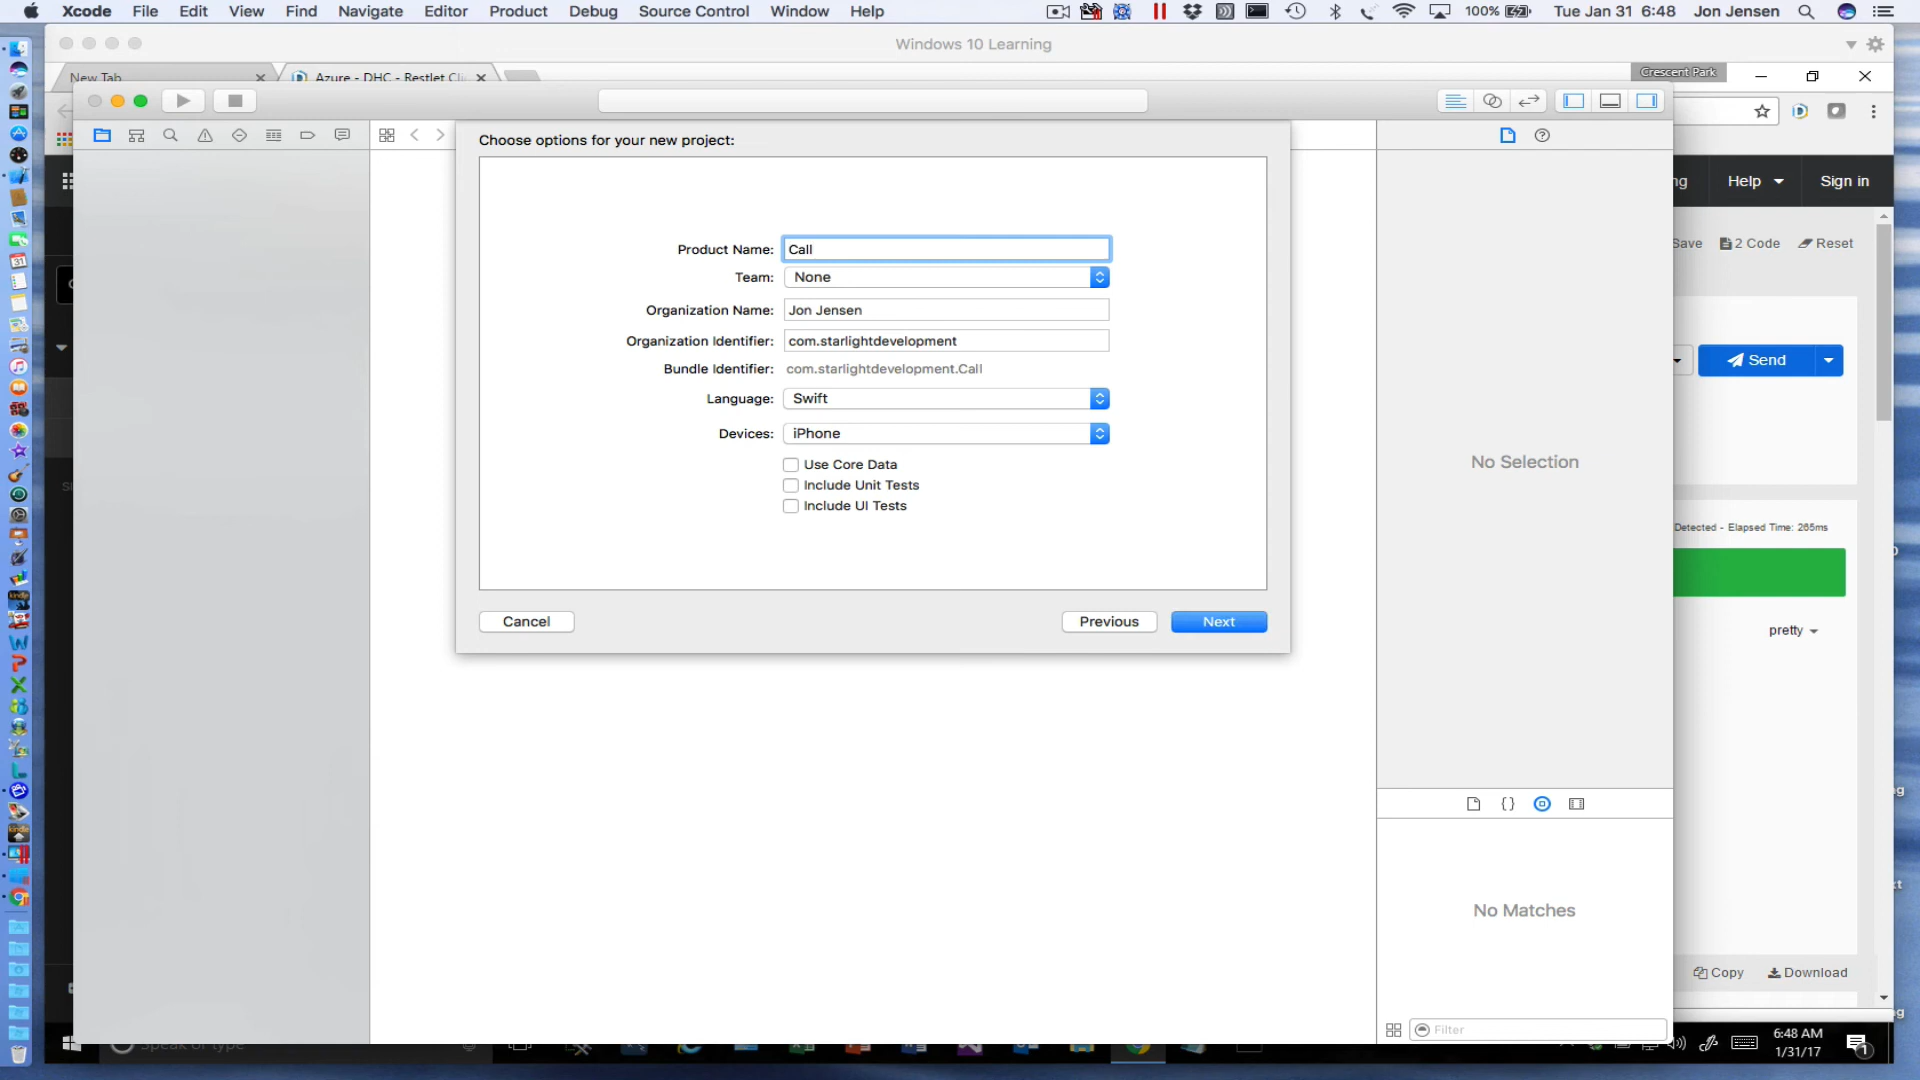 Xcode File Edit View Find Navigate Editor Product Debug Source Control Window Help 100% Tue Jan 31 6:48 Jon Jensen
Windows 10 Learning
New Tab
Azure - DHC - Restlet Cli
Crescent Park
Choose options for your new project:
Product Name: Call
Team: None
Organization Name: Jon Jensen
Organization Identifier: com.starlightdevelopment
Bundle Identifier: com.starlightdevelopment.Call
Language: Swift
Devices: iPhone
Use Core Data
Include Unit Tests
Include UI Tests
Cancel Previous Next
No Selection
No Matches
Filter
Help Sign in
Save 2 Code Reset
Send
Detected - Elapsed Time: 265ms
pretty
Copy Download
Speak or type
6:48 AM
1/31/17
1